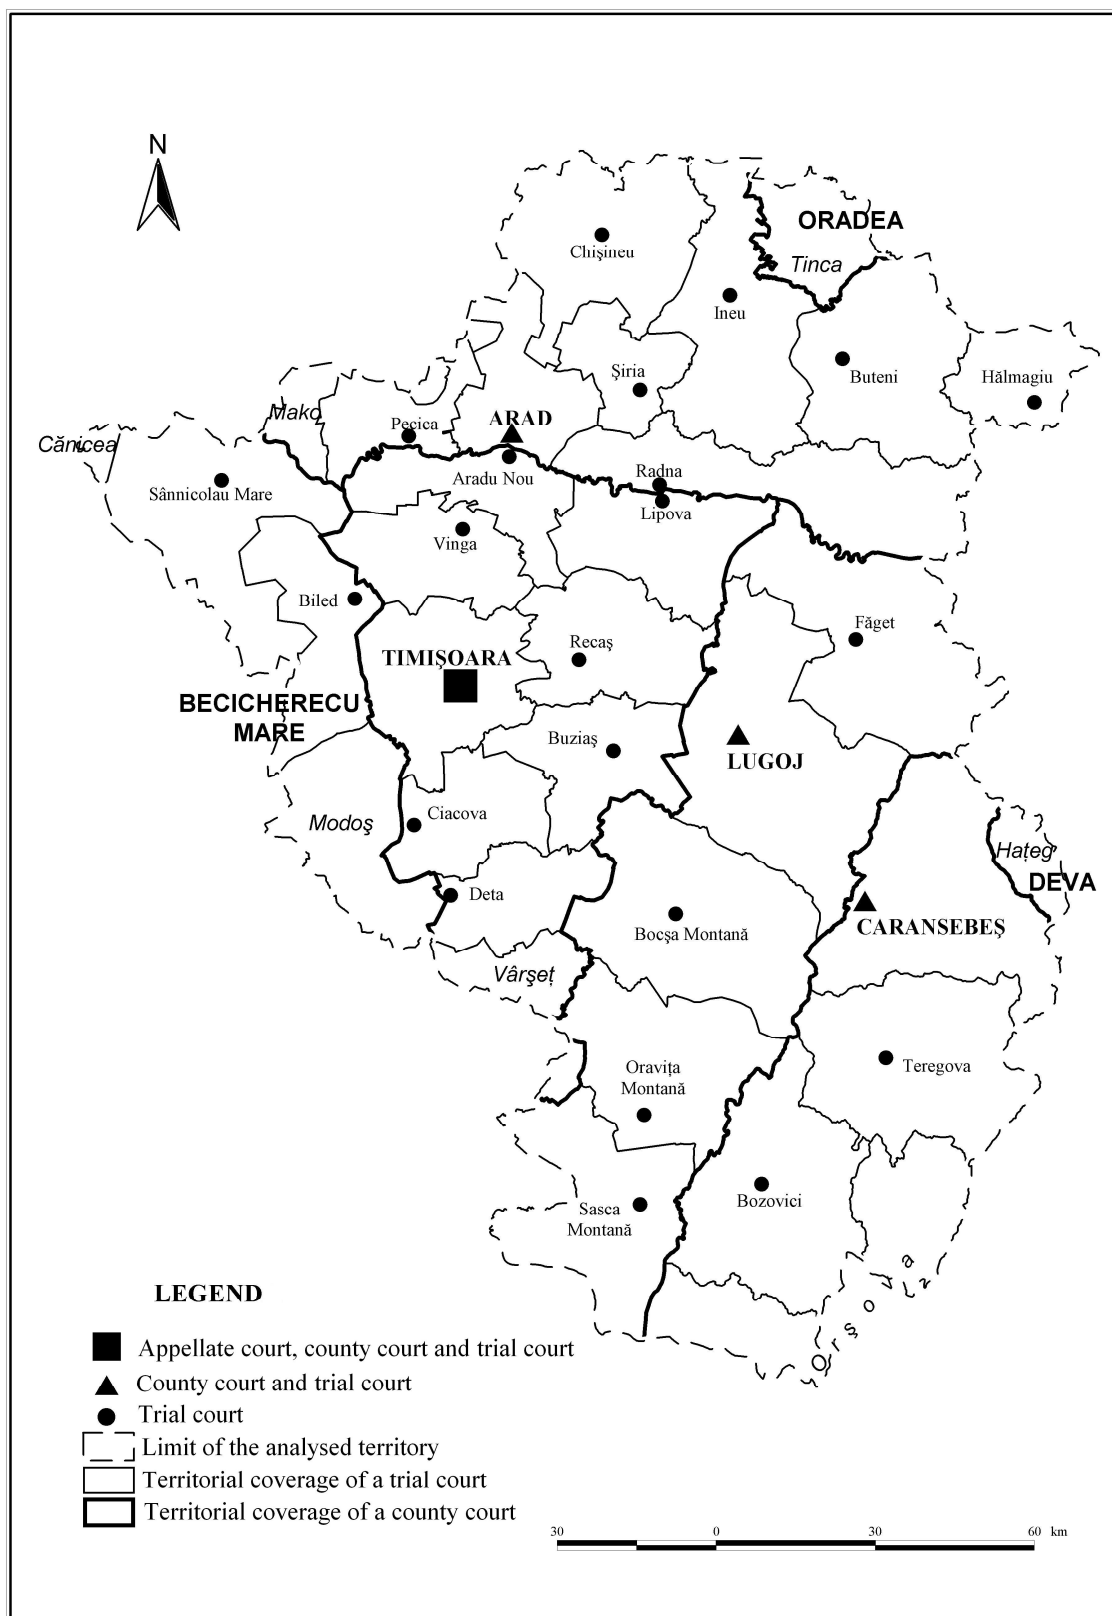 N
ORADEA
Chişineu
Tinca
Ineu
Şiria
Buteni
Hălmagiu
Mako
Pecica
ARAD
Cănicea
Aradu Nou
Radna
Sânnicolau Mare
Lipova
Vinga
Biled
Făget
Recaş
TIMIŞOARA
BECICHERECU
MARE
Buziaş
LUGOJ
Modoş
Ciacova
Haţeg
DEVA
Deta
CARANSEBEŞ
Bocşa Montană
Vârşeţ
Oraviţa
Montană
Teregova
Bozovici
Sasca
Montană
Orşova
LEGEND
Appellate court, county court and trial court
County court and trial court
Trial court
Limit of the analysed territory
Territorial coverage of a trial court
Territorial coverage of a county court
30 0 30 60 km